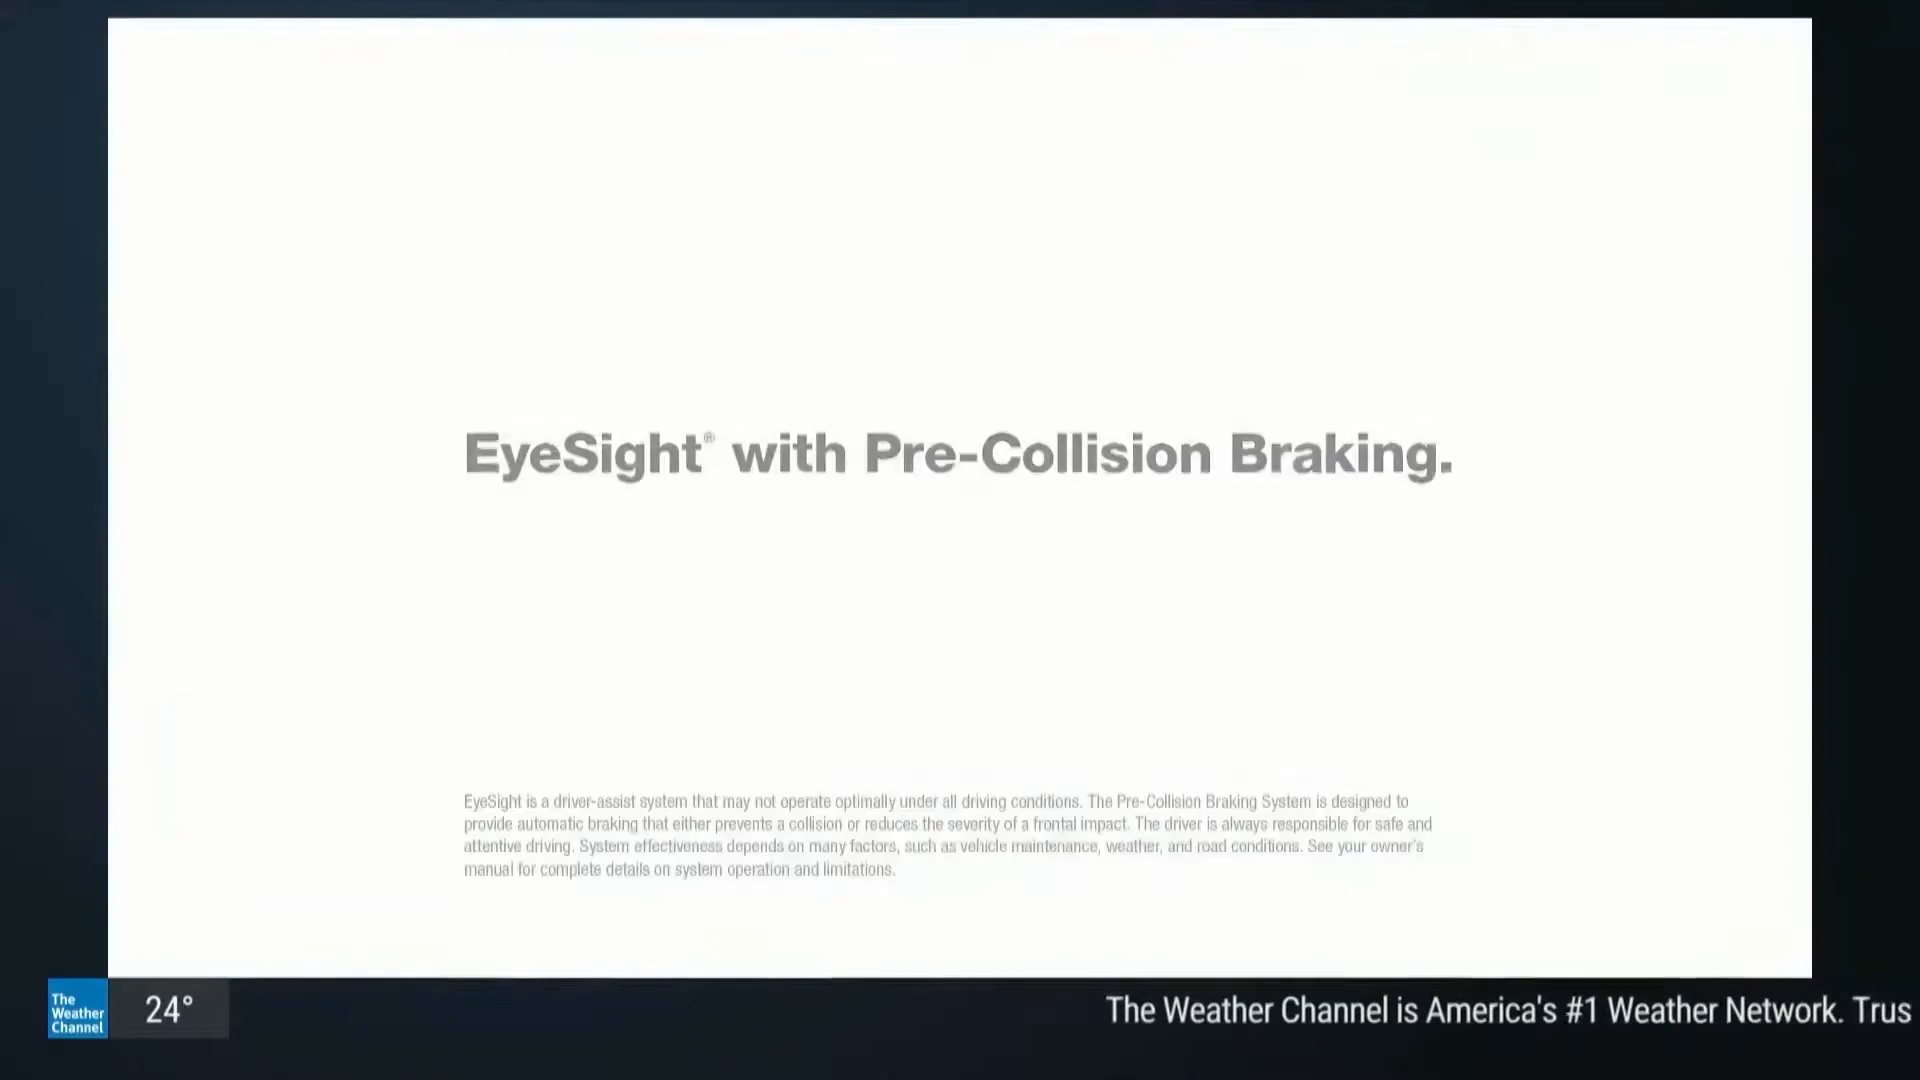 EyeSight® with Pre-Collision Braking.
EyeSight is a driver-assist system that may not operate optimally under all driving conditions. The Pre-Collision Braking System is designed to
provide automatic braking that either prevents a collision or reduces the severity of a frontal impact. The driver is always responsible for safe and
attentive driving. System effectiveness depends on many factors, such as vehicle maintenance, weather, and road conditions. See your owner's
manual for complete details on system operation and limitations.
The
Weather
Channel
24°
The Weather Channel is America's #1 Weather Network. Trus